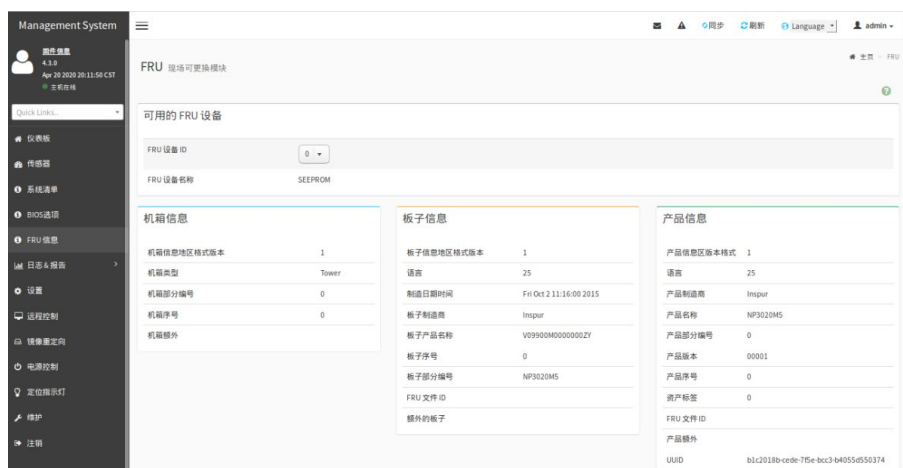 Management System
同步
刷新
Language
admin
固件信息
4.3.0
Apr 20 2020 20:11:50 CST
主机在线
Quick Links...
仪表板
传感器
系统清单
BIOS选项
FRU 信息
日志 & 报告
设置
远程控制
镜像重定向
电源控制
定位指示灯
维护
注销
FRU 现场可更换模块
主页 > FRU
可用的 FRU 设备
FRU 设备 ID 0
FRU 设备名称 SEEPROM
机箱信息
机箱信息地区格式版本 1
机箱类型 Tower
机箱部分编号 0
机箱序号 0
机箱额外
板子信息
板子信息地区格式版本 1
语言 25
制造日期时间 Fri Oct 2 11:16:00 2015
板子制造商 Inspur
板子产品名称 V09900M0000000ZY
板子序号 0
板子部分编号 NP3020M5
FRU 文件 ID
额外的板子
产品信息
产品信息区版本格式 1
语言 25
产品制造商 Inspur
产品名称 NP3020M5
产品部分编号 0
产品版本 00001
产品序号 0
资产标签 0
FRU 文件 ID
产品额外
UUID b1c2018b-cede-7f5e-bcc3-b4055d550374